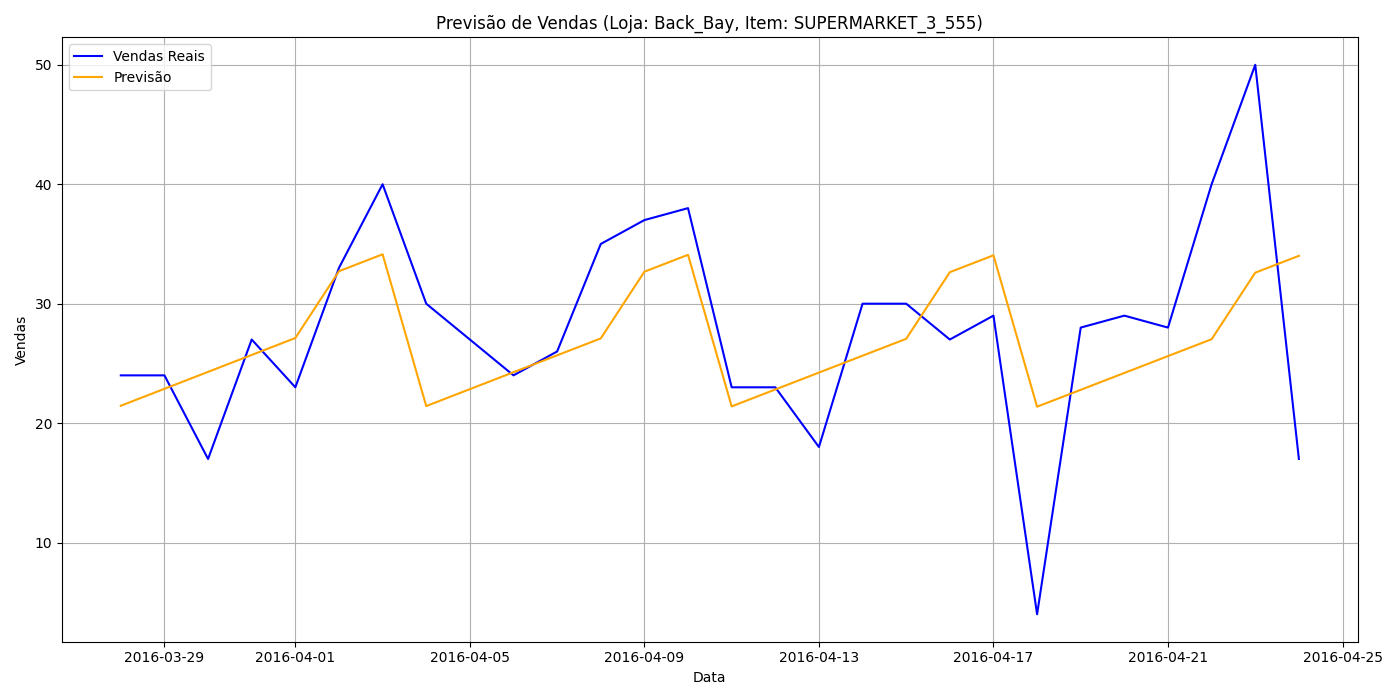 Previsão de Vendas (Loja: Back_Bay, Item: SUPERMARKET_3_555)
Vendas Reais
Previsão
50
40
30
20
10
Vendas
2016-03-29 2016-04-01 2016-04-05 2016-04-09 2016-04-13 2016-04-17 2016-04-21 2016-04-25
Data